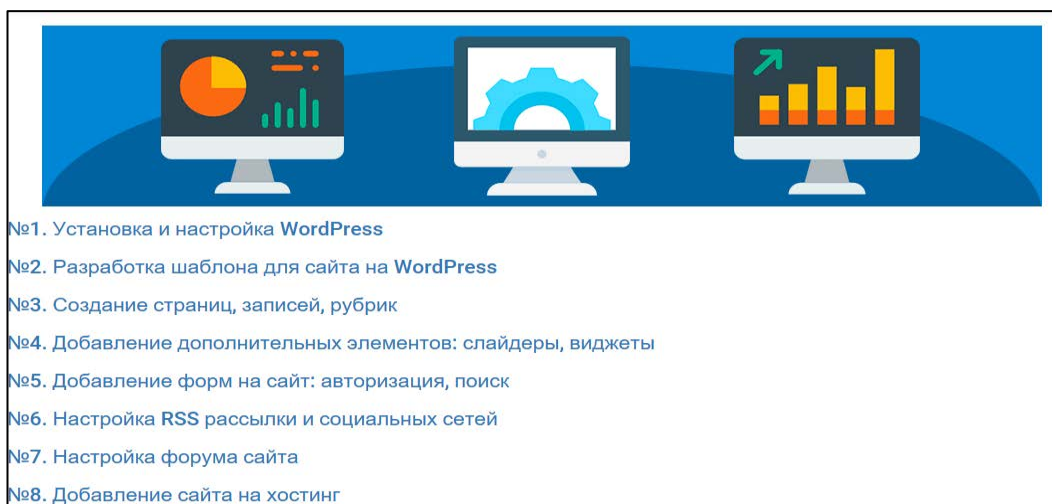 №1. Установка и настройка WordPress
№2. Разработка шаблона для сайта на WordPress
№3. Создание страниц, записей, рубрик
№4. Добавление дополнительных элементов: слайдеры, виджеты
№5. Добавление форм на сайт: авторизация, поиск
№6. Настройка RSS рассылки и социальных сетей
№7. Настройка форума сайта
№8. Добавление сайта на хостинг